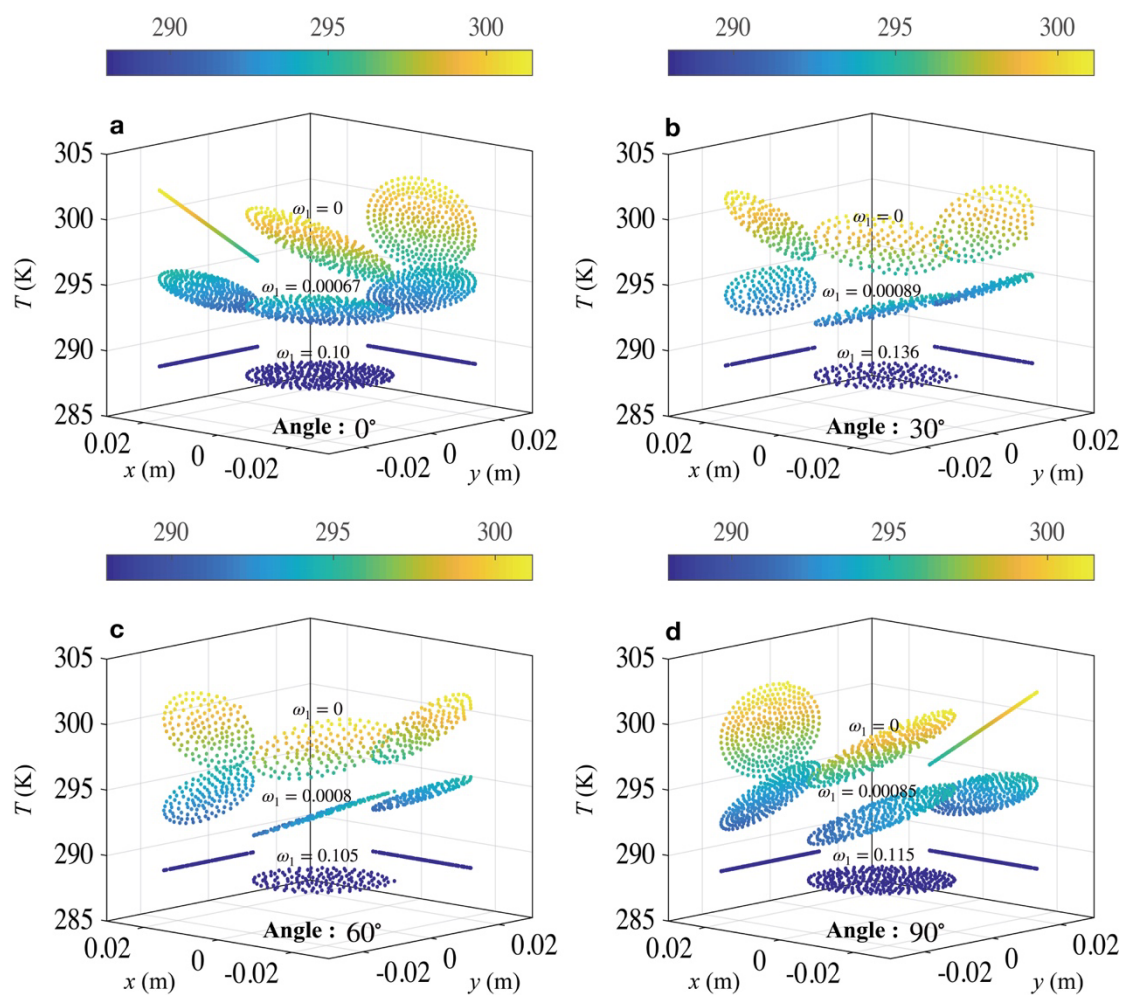 290 295 300
290 295 300
a
b
305
300
295
290
285
T (K)
ω1 = 0
ω1 = 0.00067
ω1 = 0.10
Angle : 0°
0.02 0 -0.02
x (m)
-0.02 0 0.02
y (m)
305
300
295
290
285
T (K)
ω1 = 0
ω1 = 0.00089
ω1 = 0.136
Angle : 30°
0.02 0 -0.02
x (m)
-0.02 0 0.02
y (m)
290 295 300
290 295 300
c
d
305
300
295
290
285
T (K)
ω1 = 0
ω1 = 0.0008
ω1 = 0.105
Angle : 60°
0.02 0 -0.02
x (m)
-0.02 0 0.02
y (m)
305
300
295
290
285
T (K)
ω1 = 0
ω1 = 0.00085
ω1 = 0.115
Angle : 90°
0.02 0 -0.02
x (m)
-0.02 0 0.02
y (m)